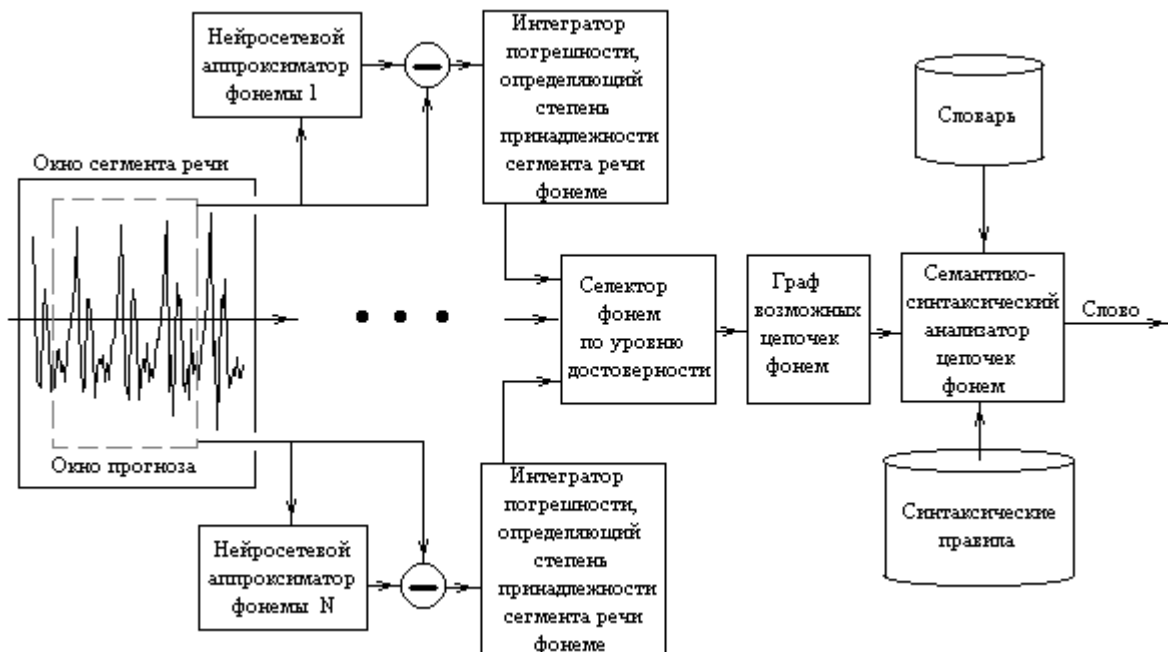 Нейросетевой
аппроксиматор
фонемы 1
Интегратор
погрешности,
определяющий
степень
принадлежности
сегмента речи
фонеме
Словарь
Окно сегмента речи
Селектор
фонем
по уровню
достоверности
Граф
возможных
цепочек
фонем
Семантико-
синтаксический
анализатор
цепочек
фонем
Слово
Окно прогноза
Нейросетевой
аппроксиматор
фонемы N
Интегратор
погрешности,
определяющий
степень
принадлежности
сегмента речи
фонеме
Синтаксические
правила